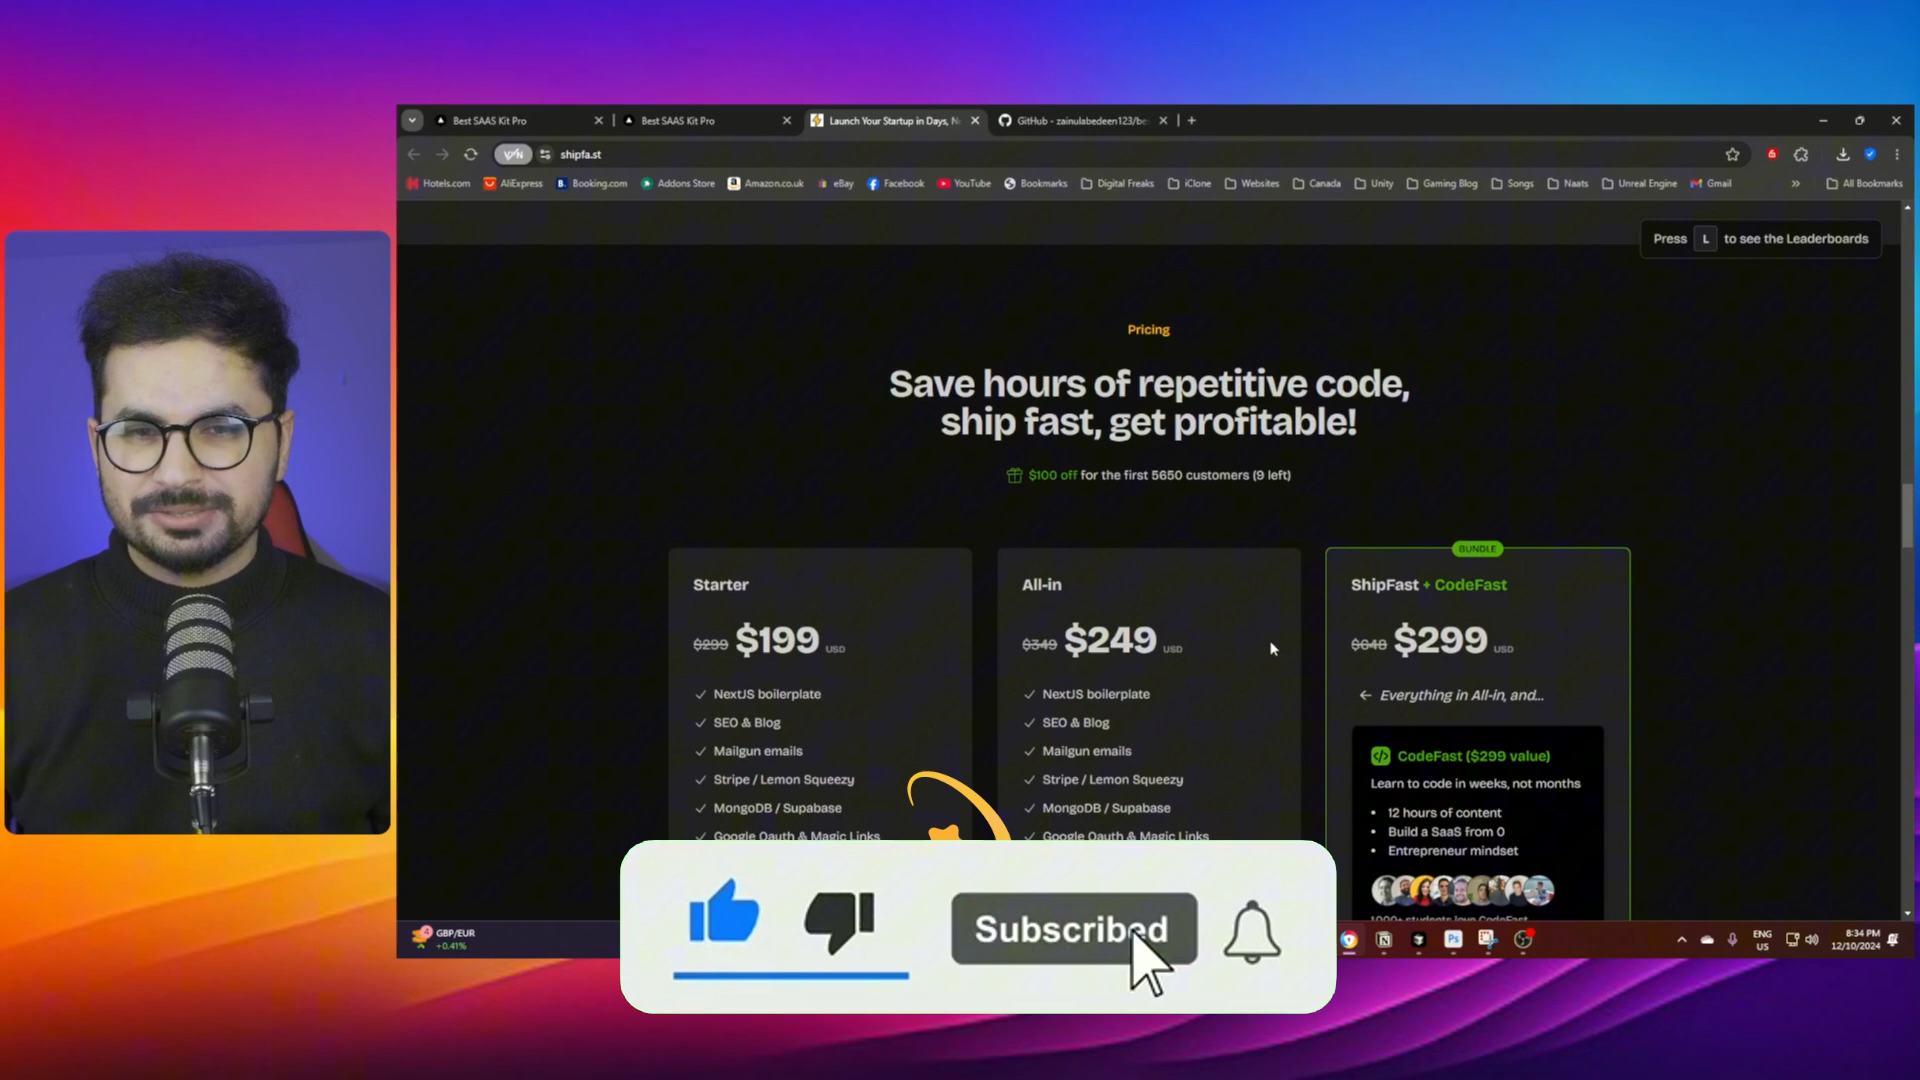 Best SAAS Kit Pro
Best SAAS Kit Pro
Launch Your Startup in Days, N
GitHub - zainulabedeen123/be
VPN
shipfa.st
Hotels.com
AliExpress
Booking.com
Addons Store
Amazon.co.uk
eBay
Facebook
YouTube
Bookmarks
Digital Freaks
iClone
Websites
Canada
Unity
Gaming Blog
Songs
Naats
Unreal Engine
Gmail
All Bookmarks
Press L to see the Leaderboards
Pricing
Save hours of repetitive code,
ship fast, get profitable!
$100 off for the first 5650 customers (9 left)
Starter
$299 $199 USD
NextJS boilerplate
SEO & Blog
Mailgun emails
Stripe / Lemon Squeezy
MongoDB / Supabase
Google Oauth & Magic Links
All-in
$349 $249 USD
NextJS boilerplate
SEO & Blog
Mailgun emails
Stripe / Lemon Squeezy
MongoDB / Supabase
Google Oauth & Magic Links
BUNDLE
ShipFast + CodeFast
$648 $299 USD
← Everything in All-in, and...
CodeFast ($299 value)
Learn to code in weeks, not months
• 12 hours of content
• Build a SaaS from 0
• Entrepreneur mindset
1000+ students love CodeFast
Subscribed
4
GBP/EUR
+0.41%
ENG
US
8:34 PM
12/10/2024